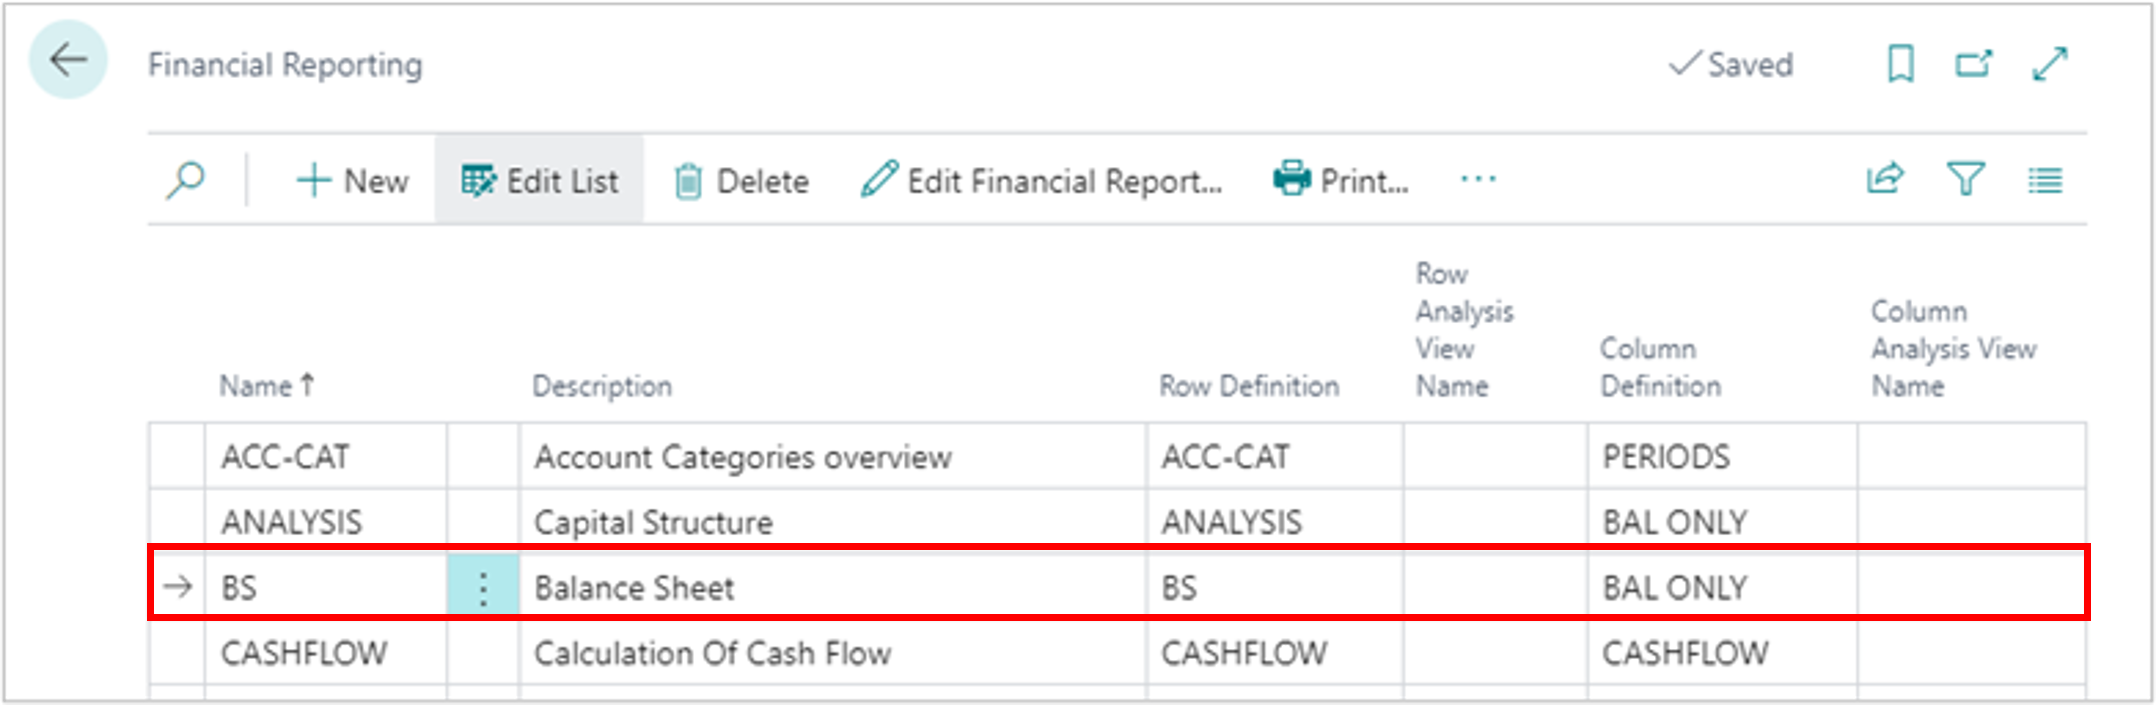 Financial Reporting
Saved
New
Edit List
Delete
Edit Financial Report...
Print...
Name ↑
Description
Row Definition
Row
Analysis
View
Name
Column
Definition
Column
Analysis View
Name
ACC-CAT Account Categories overview ACC-CAT PERIODS
ANALYSIS Capital Structure ANALYSIS BAL ONLY
BS Balance Sheet BS BAL ONLY
CASHFLOW Calculation Of Cash Flow CASHFLOW CASHFLOW